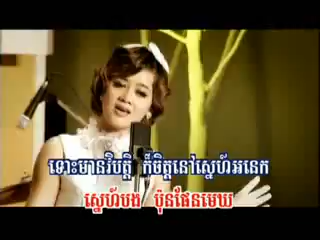 ទោះមានវិបត្តិ ក៏ចិត្តនៅស្នេហ៍អនេក
ស្នេហ៍បង ប៉ុនផែនមេឃ